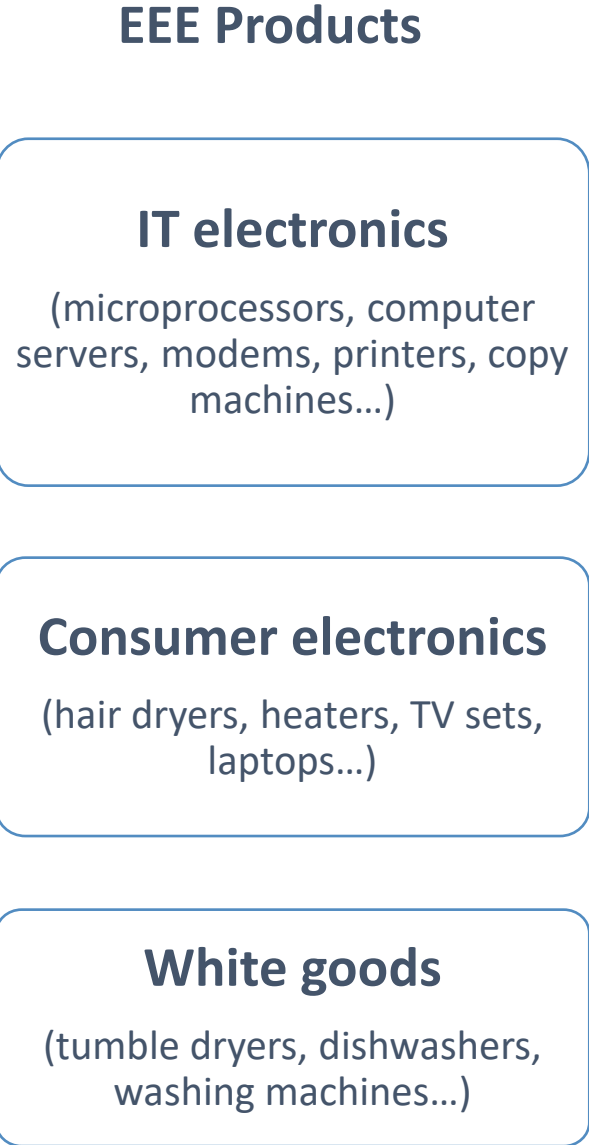 EEE Products
IT electronics
(microprocessors, computer
servers, modems, printers, copy
machines…)
Consumer electronics
(hair dryers, heaters, TV sets,
laptops…)
White goods
(tumble dryers, dishwashers,
washing machines…)